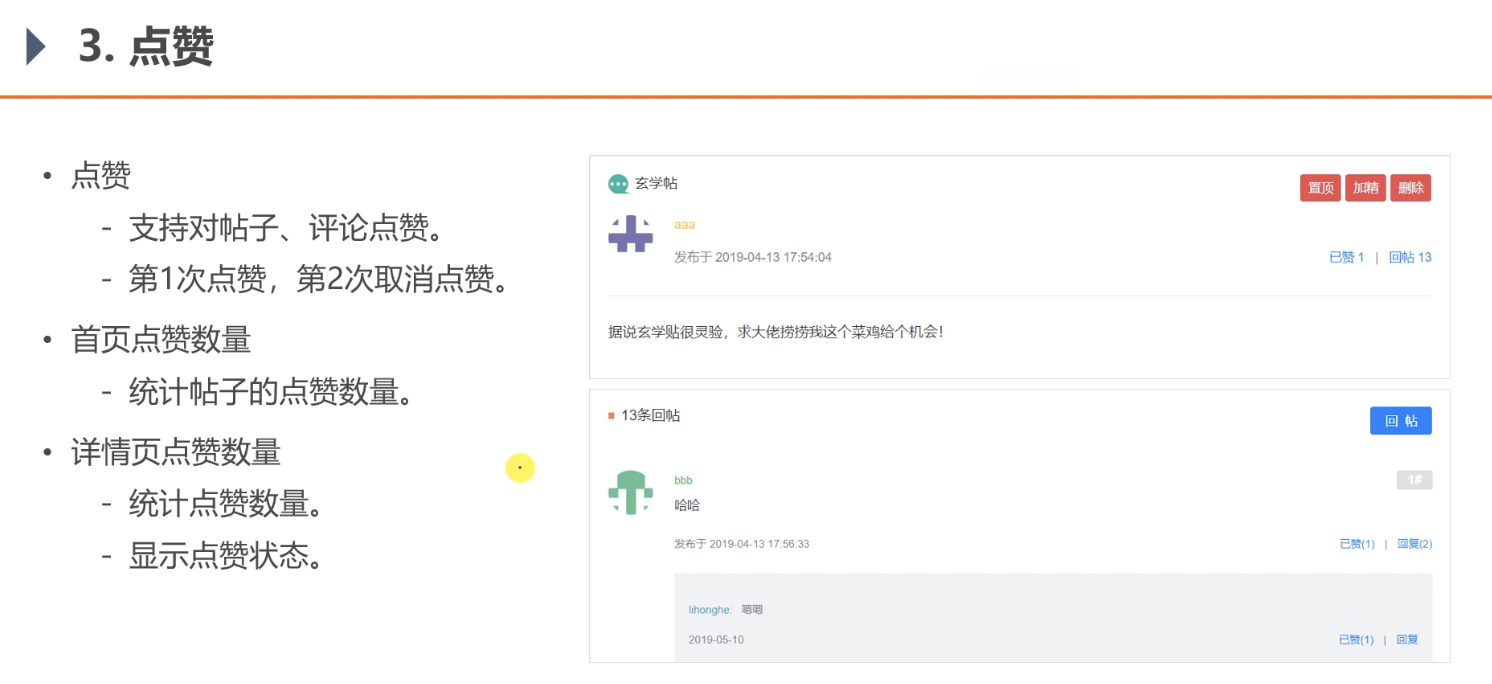 3. 点赞
• 点赞
- 支持对帖子、评论点赞。
- 第1次点赞，第2次取消点赞。
• 首页点赞数量
- 统计帖子的点赞数量。
• 详情页点赞数量
- 统计点赞数量。
- 显示点赞状态。
玄学帖
置顶 加精 删除
aaa
发布于 2019-04-13 17:54:04
已赞 1 | 回帖 13
据说玄学贴很灵验，求大佬捞捞我这个菜鸡给个机会!
13条回帖
回 帖
bbb
1#
哈哈
发布于 2019-04-13 17:56:33
已赞(1) | 回复(2)
lihonghe: 嗯嗯
2019-05-10
已赞(1) | 回复